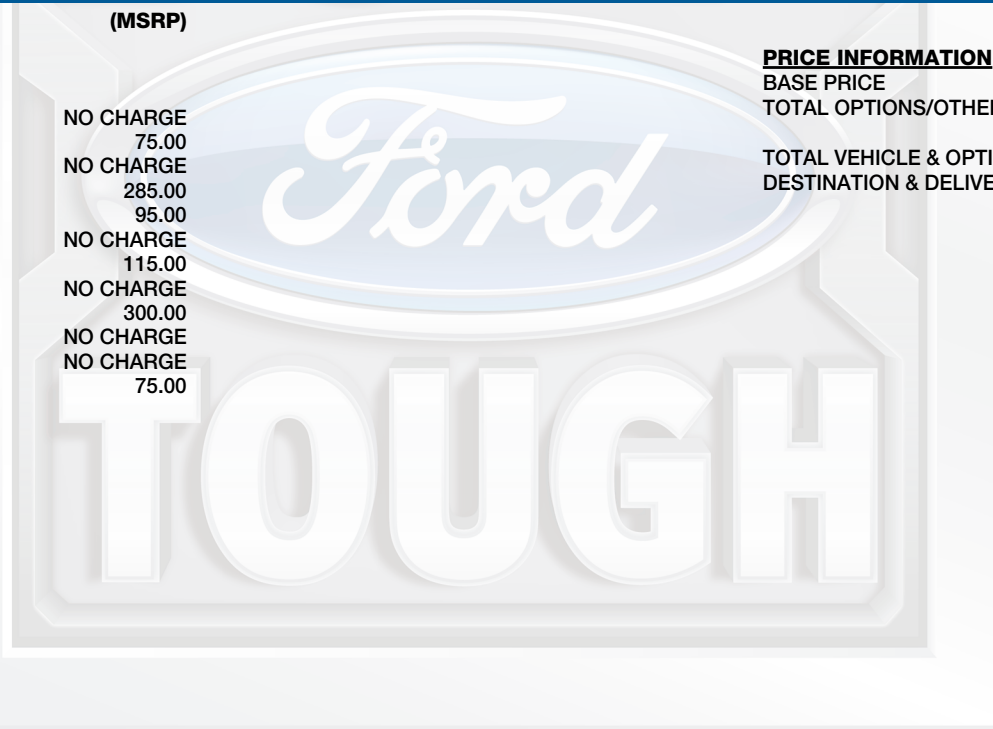 (MSRP)
NO CHARGE
75.00
NO CHARGE
285.00
95.00
NO CHARGE
115.00
NO CHARGE
300.00
NO CHARGE
NO CHARGE
75.00
PRICE INFORMATION
BASE PRICE
TOTAL OPTIONS/OTHE
TOTAL VEHICLE & OPTI
DESTINATION & DELIVE
Ford
TOUGH